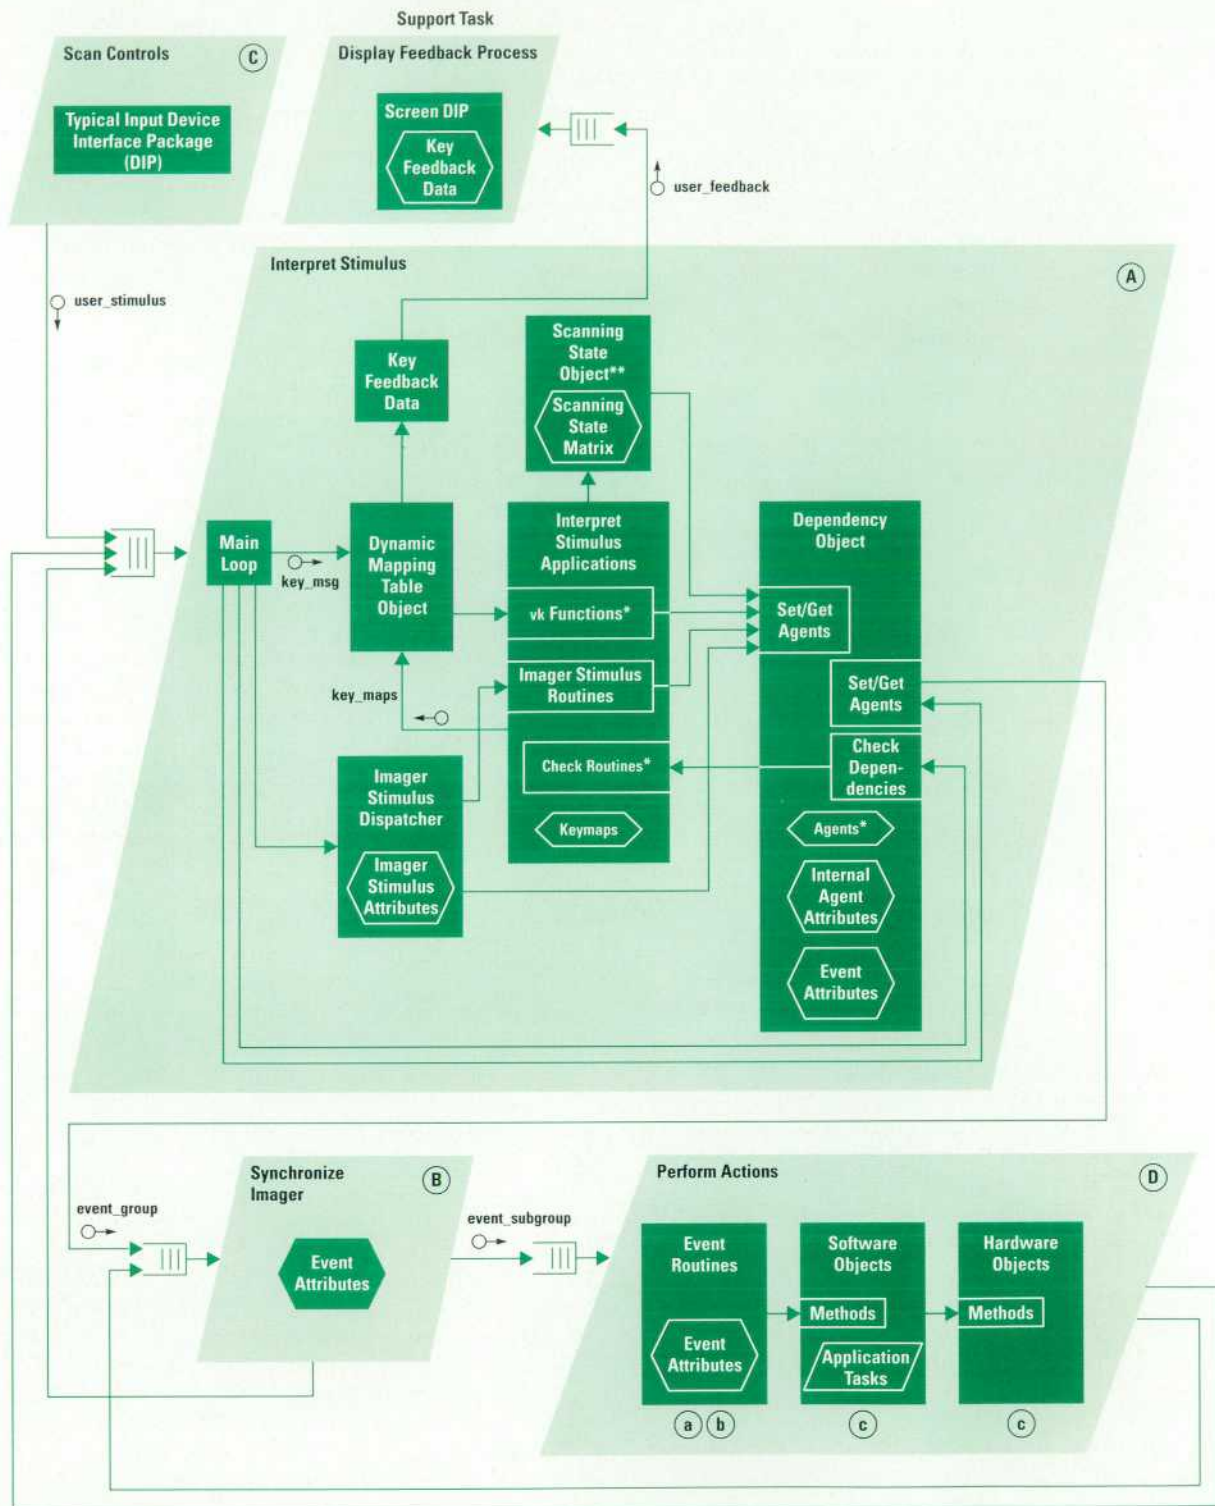 Support Task
Scan Controls
C
Display Feedback Process
Typical Input Device
Interface Package
(DIP)
Screen DIP
Key
Feedback
Data
user_feedback
Interpret Stimulus
A
user_stimulus
Key
Feedback
Data
Scanning
State
Object**
Scanning
State
Matrix
Main
Loop
key_msg
Dynamic
Mapping
Table
Object
Interpret
Stimulus
Applications
vk Functions*
Imager Stimulus
Routines
Check Routines*
Keymaps
key_maps
Dependency
Object
Set/Get
Agents
Set/Get
Agents
Check
Depen-
dencies
Agents*
Internal
Agent
Attributes
Event
Attributes
Imager
Stimulus
Dispatcher
Imager
Stimulus
Attributes
Synchronize
Imager
B
event_group
Event
Attributes
event_subgroup
Perform Actions
D
Event
Routines
Event
Attributes
a b
Software
Objects
Methods
Application
Tasks
c
Hardware
Objects
Methods
c